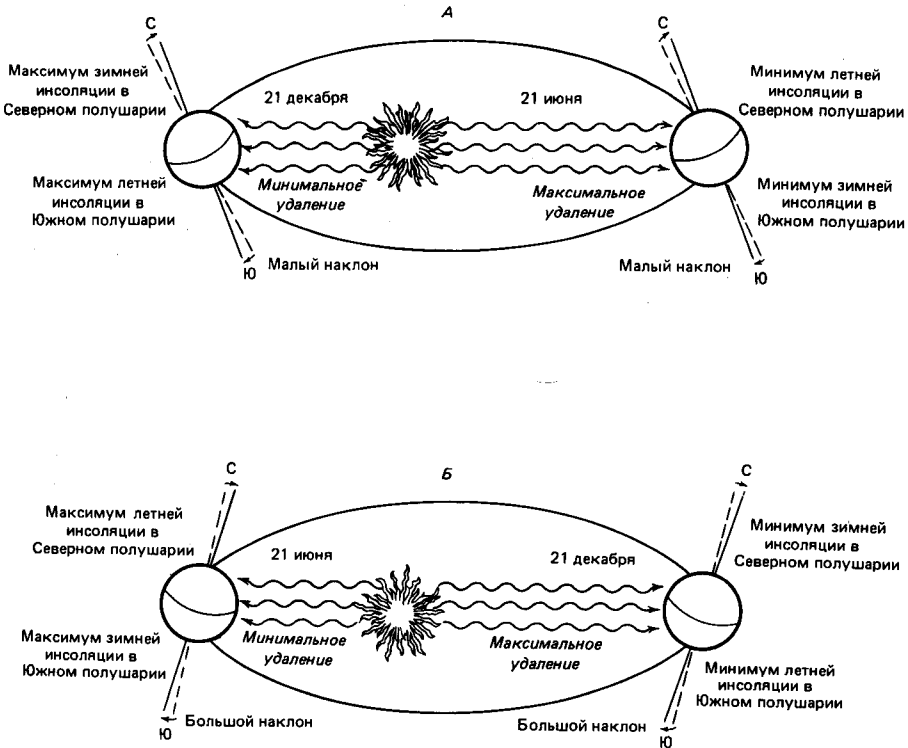 А
С
Максимум зимней
инсоляции в
Северном полушарии
21 декабря
21 июня
С
Минимум летней
инсоляции в
Северном полушарии
Максимум летней
инсоляции в
Южном полушарии
Минимальное
удаление
Максимальное
удаление
Минимум зимней
инсоляции в
Южном полушарии
Ю
Малый наклон
Малый наклон
Ю
Б
С
Максимум летней
инсоляции в
Северном полушарии
21 июня
21 декабря
С
Минимум зимней
инсоляции в
Северном полушарии
Максимум зимней
инсоляции в
Южном полушарии
Минимальное
удаление
Максимальное
удаление
Минимум летней
инсоляции в
Южном полушарии
Ю
Большой наклон
Большой наклон
Ю